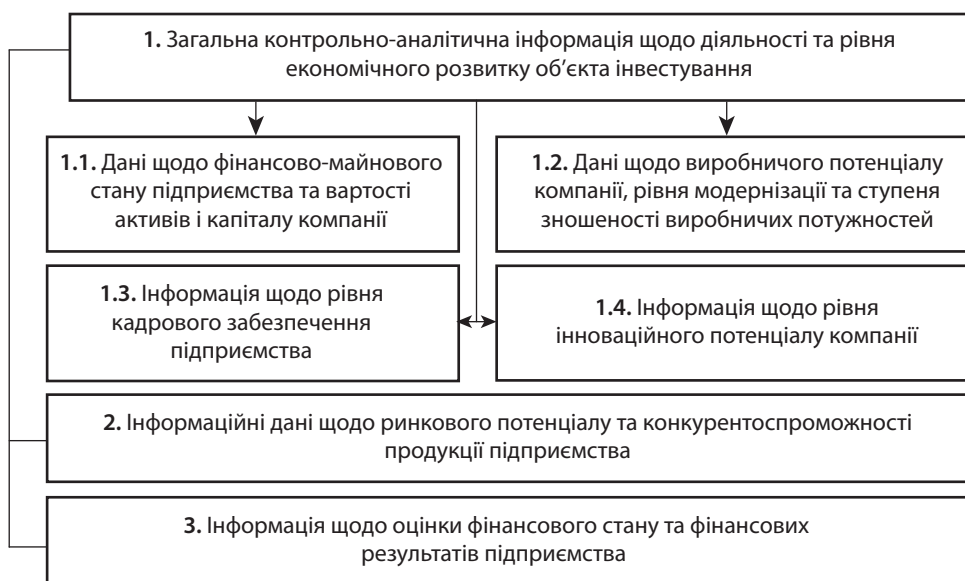 1. Загальна контрольно-аналітична інформація щодо діяльності та рівня
економічного розвитку об’єкта інвестування
1.1. Дані щодо фінансово-майнового
стану підприємства та вартості
активів і капіталу компанії
1.2. Дані щодо виробничого потенціалу
компанії, рівня модернізації та ступеня
зношеності виробничих потужностей
1.3. Інформація щодо рівня
кадрового забезпечення
підприємства
1.4. Інформація щодо рівня
інноваційного потенціалу компанії
2. Інформаційні дані щодо ринкового потенціалу та конкурентоспроможності
продукції підприємства
3. Інформація щодо оцінки фінансового стану та фінансових
результатів підприємства